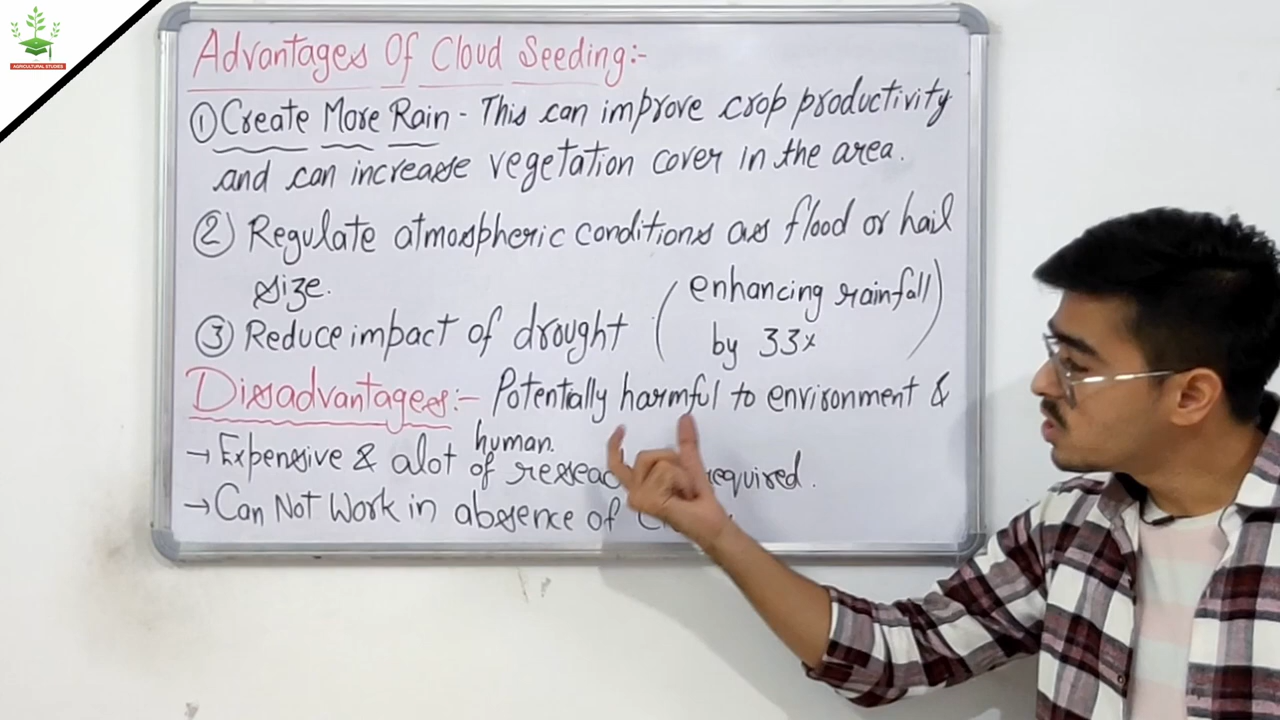 AGRICULTURAL STUDIES
Advantages Of Cloud Seeding:-
① Create More Rain - This can improve crop productivity
and can increase vegetation cover in the area.
② Regulate atmospheric conditions as flood or hail
size.
③ Reduce impact of drought (enhancing rainfall)
by 33%
Disadvantages:- Potentially harmful to environment &
human.
→ Expensive & alot of required.
→ Can Not Work in absence of